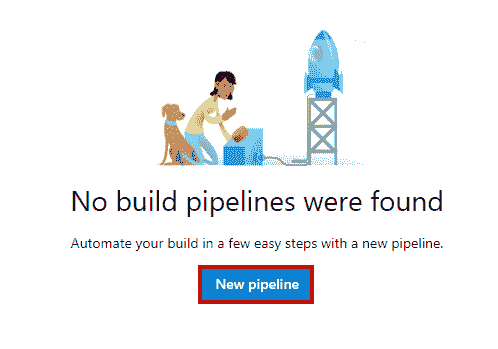 No build pipelines were found
Automate your build in a few easy steps with a new pipeline.
New pipeline